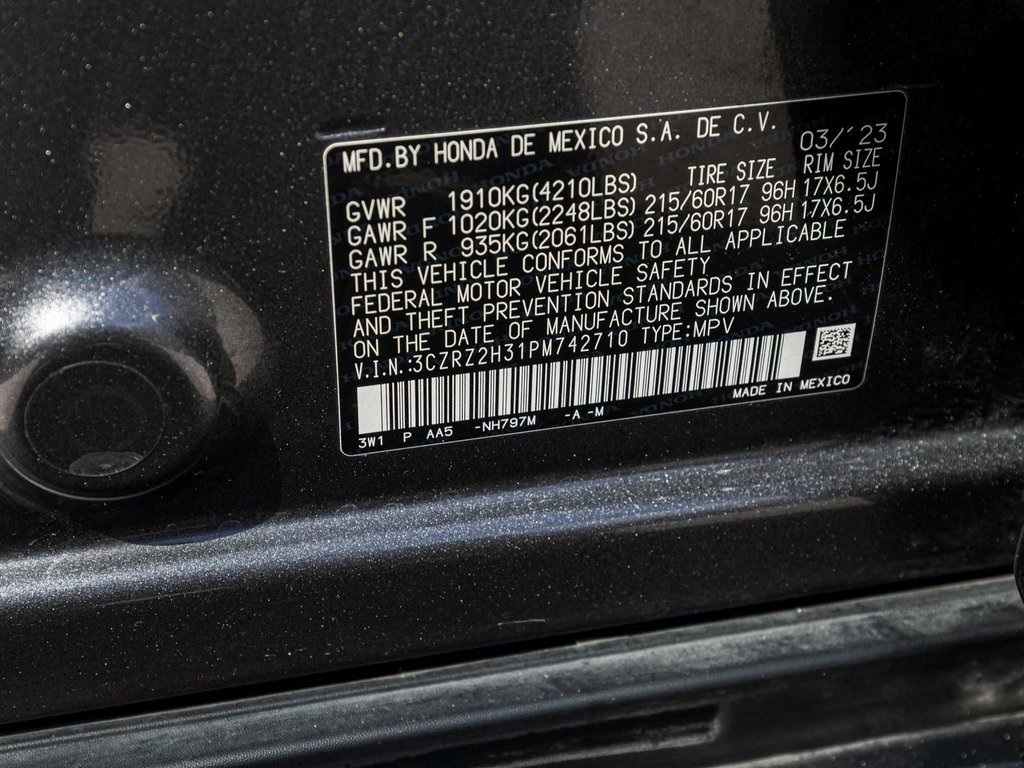 MFD.BY HONDA DE MEXICO S.A. DE C.V. 03/'23
GVWR 1910KG(4210LBS) TIRE SIZE RIM SIZE
GAWR F 1020KG(2248LBS) 215/60R17 96H 17X6.5J
GAWR R 935KG(2061LBS) 215/60R17 96H 17X6.5J
THIS VEHICLE CONFORMS TO ALL APPLICABLE
FEDERAL MOTOR VEHICLE SAFETY
AND THEFT PREVENTION STANDARDS IN EFFECT
ON THE DATE OF MANUFACTURE SHOWN ABOVE.
V.I.N.:3CZRZ2H31PM742710 TYPE:MPV
MADE IN MEXICO
3W1 P AA5 -NH797M -A -M